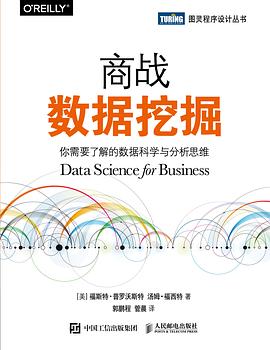 O'REILLY®
TURING 图灵程序设计丛书
商战
数据挖掘
你需要了解的数据科学与分析思维
Data Science for Business
[美] 福斯特·普罗沃斯特 汤姆·福西特 著
郭鹏程 管晨 译
中国工信出版集团 人民邮电出版社